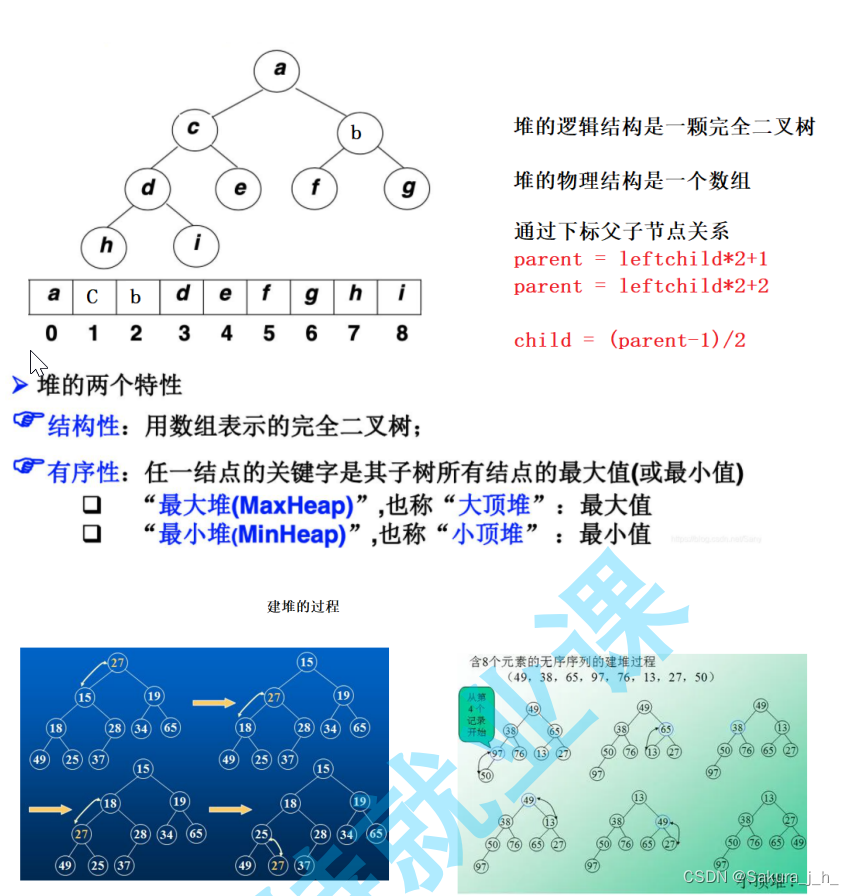 a
c
b
d
e
f
g
h
i
a C b d e f g h i
0 1 2 3 4 5 6 7 8
堆的逻辑结构是一颗完全二叉树
堆的物理结构是一个数组
通过下标父子节点关系
parent = leftchild*2+1
parent = leftchild*2+2
child = (parent-1)/2
堆的两个特性
结构性：用数组表示的完全二叉树；
有序性：任一结点的关键字是其子树所有结点的最大值(或最小值)
“最大堆(MaxHeap)”,也称“大顶堆”：最大值
“最小堆(MinHeap)”,也称“小顶堆” ：最小值
建堆的过程
27
15 19
18 28 34 65
49 25 37
15
27 19
18 28 34 65
49 25 37
15
18 19
27 28 34 65
49 25 37
15
18 19
25 28 34 65
49 27 37
含8个元素的无序序列的建堆过程
（49，38，65，97，76，13，27，50）
从第
4个
记录
开始
49
38 65
97 76 13 27
50
49
38 65
50 76 13 27
97
49
38 13
50 76 65 27
97
49
38 13
50 76 65 27
97
13
38 49
50 76 65 27
97
13
38 27
50 76 65 49
97
小顶堆
就业课
CSDN @Sakura_j_h_